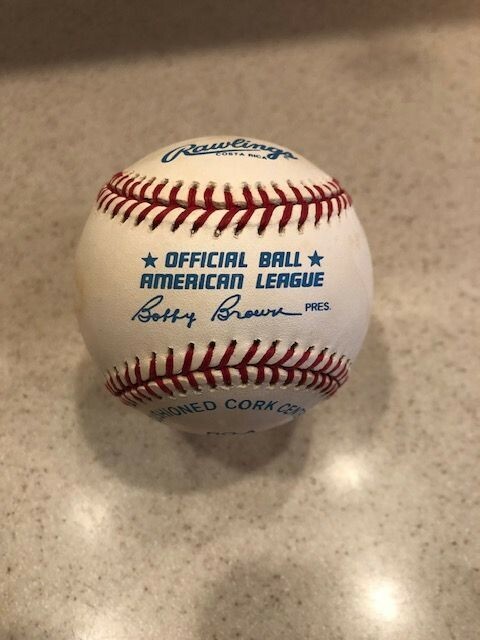 Rawlings
COSTA RICA
★ OFFICIAL BALL ★
AMERICAN LEAGUE
Bobby Brown PRES.
CORK